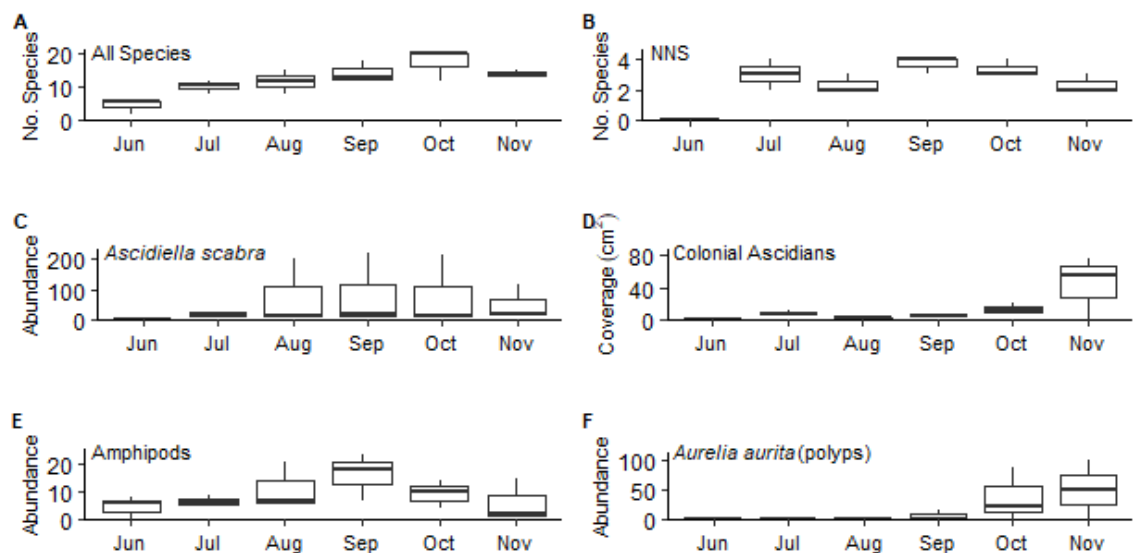 A
All Species
No. Species
20
10
0
Jun Jul Aug Sep Oct Nov
B
NNS
No. Species
4
2
0
Jun Jul Aug Sep Oct Nov
C
Ascidiella scabra
Abundance
200
100
0
Jun Jul Aug Sep Oct Nov
D
Colonial Ascidians
Coverage (cm²)
80
40
0
Jun Jul Aug Sep Oct Nov
E
Amphipods
Abundance
20
10
0
Jun Jul Aug Sep Oct Nov
F
Aurelia aurita (polyps)
Abundance
100
50
0
Jun Jul Aug Sep Oct Nov